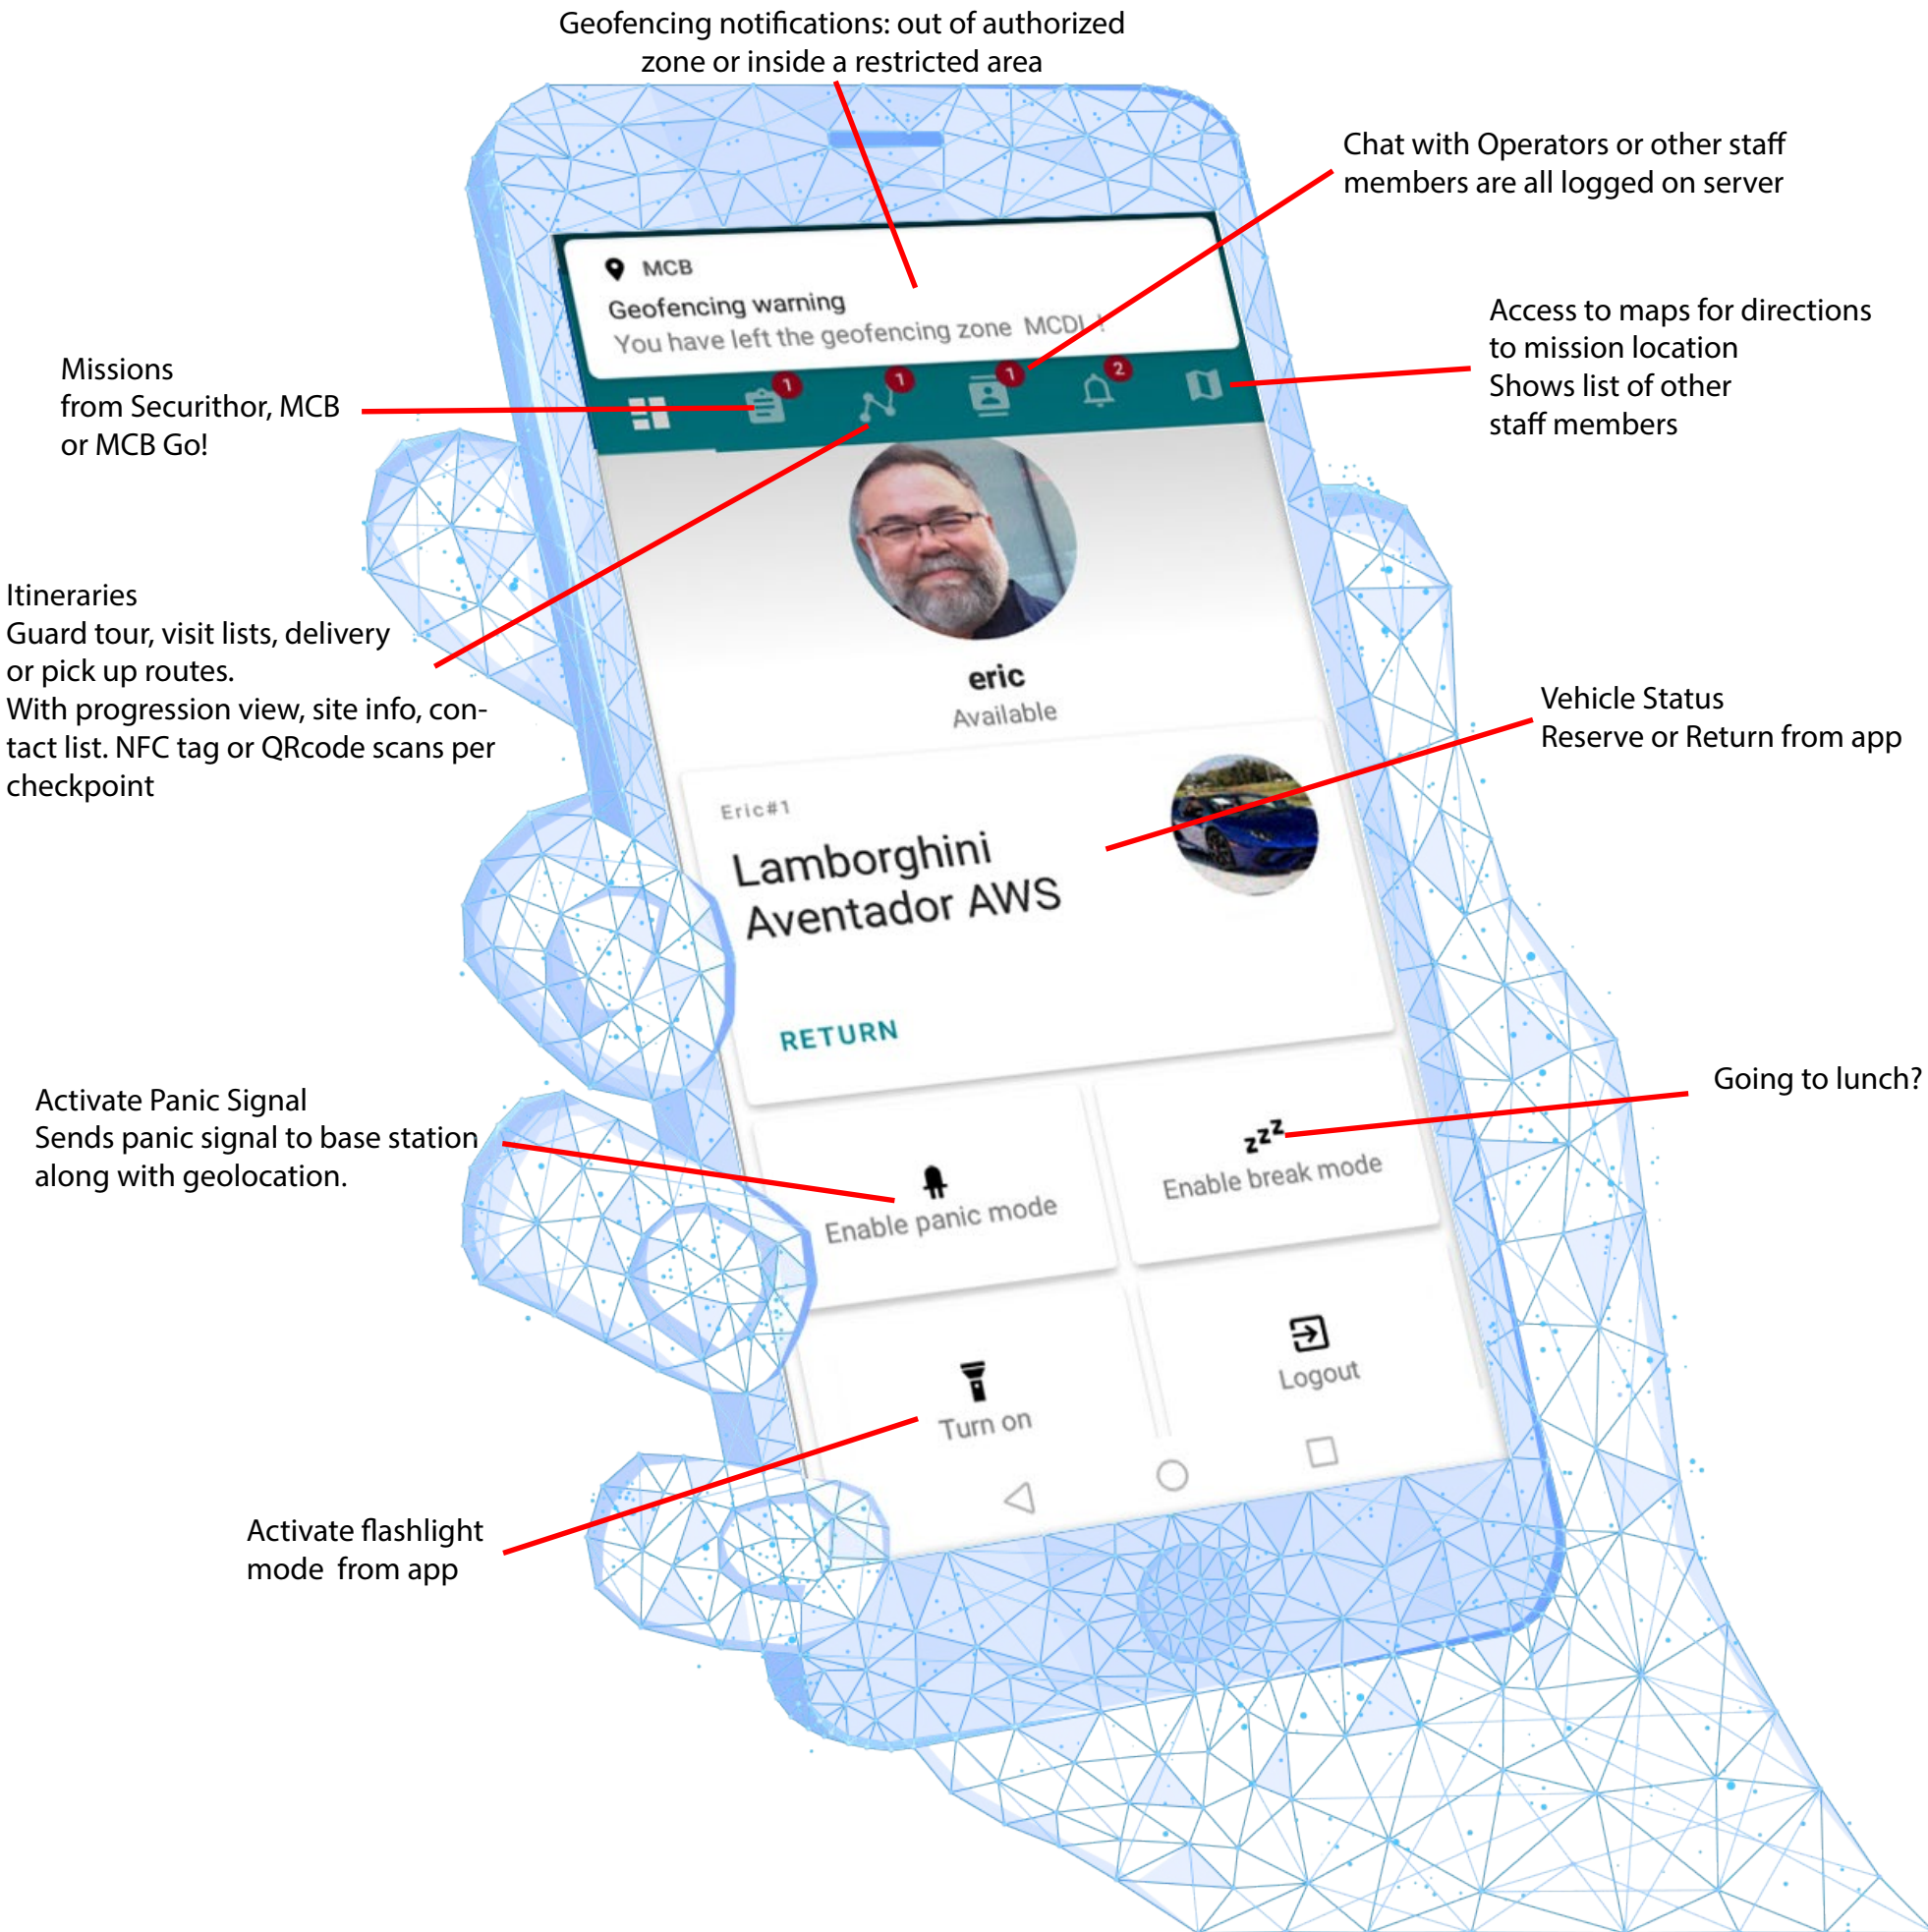 Geofencing notifications: out of authorized
zone or inside a restricted area
Chat with Operators or other staff
members are all logged on server
MCB
Geofencing warning
You have left the geofencing zone MCDI !
Access to maps for directions
to mission location
Shows list of other
staff members
Missions
from Securithor, MCB
or MCB Go!
1
1
1
2
Itineraries
Guard tour, visit lists, delivery
or pick up routes.
With progression view, site info, con-
tact list. NFC tag or QRcode scans per
checkpoint
eric
Available
Vehicle Status
Reserve or Return from app
Eric#1
Lamborghini
Aventador AWS
RETURN
Activate Panic Signal
Sends panic signal to base station
along with geolocation.
Going to lunch?
zzz
Enable break mode
Enable panic mode
Logout
Turn on
Activate flashlight
mode from app